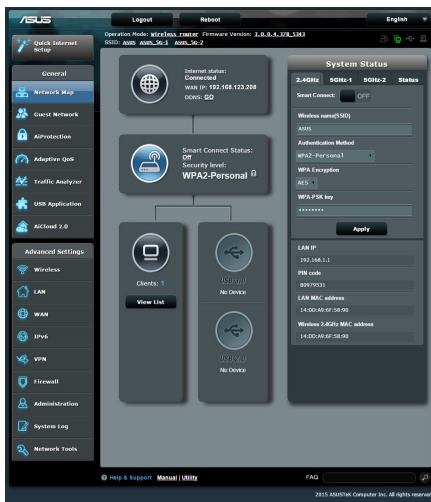 ASUS
Logout
Reboot
English
Quick Internet Setup
Operation Mode: Wireless router Firmware Version: 3.0.0.4.378_5343
SSID: ASUS ASUS_5G-1 ASUS_5G-2
General
Network Map
Guest Network
AiProtection
Adaptive QoS
Traffic Analyzer
USB Application
AiCloud 2.0
Advanced Settings
Wireless
LAN
WAN
IPv6
VPN
Firewall
Administration
System Log
Network Tools
Internet status:
Connected
WAN IP: 192.168.123.208
DDNS: GO
Smart Connect Status:
Off
Security level:
WPA2-Personal
Clients: 1
View List
USB 3.0
No Device
USB 2.0
No Device
System Status
2.4GHz 5GHz-1 5GHz-2 Status
Smart Connect: OFF
Wireless name(SSID)
ASUS
Authentication Method
WPA2-Personal
WPA Encryption
AES
WPA-PSK key
••••••••
Apply
LAN IP
192.168.1.1
PIN code
80979531
LAN MAC address
14:DD:A9:6F:58:90
Wireless 2.4GHz MAC address
14:DD:A9:6F:58:90
Help & Support Manual | Utility
FAQ
2015 ASUSTeK Computer Inc. All rights reserved